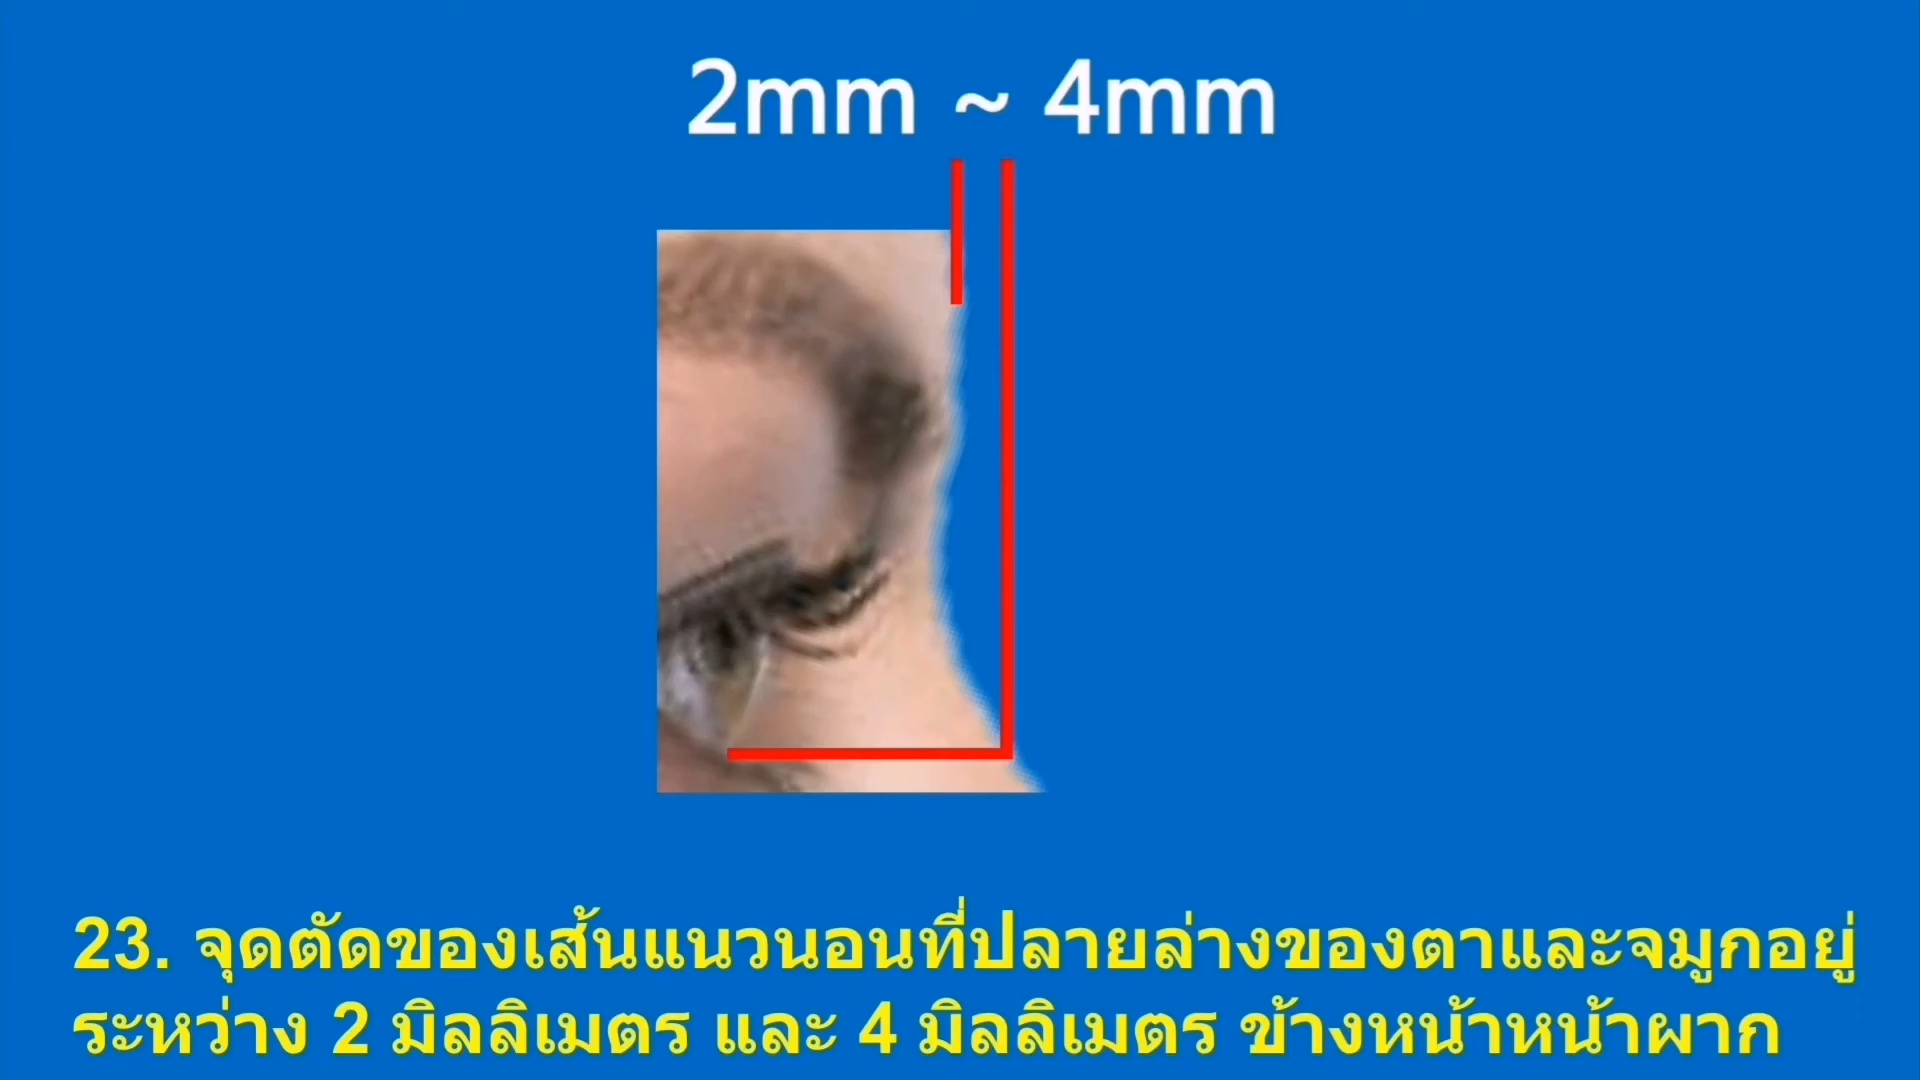 2mm ~ 4mm
23. จุดตัดของเส้นแนวนอนที่ปลายล่างของตาและจมูกอยู่
ระหว่าง 2 มิลลิเมตร และ 4 มิลลิเมตร ข้างหน้าหน้าผาก